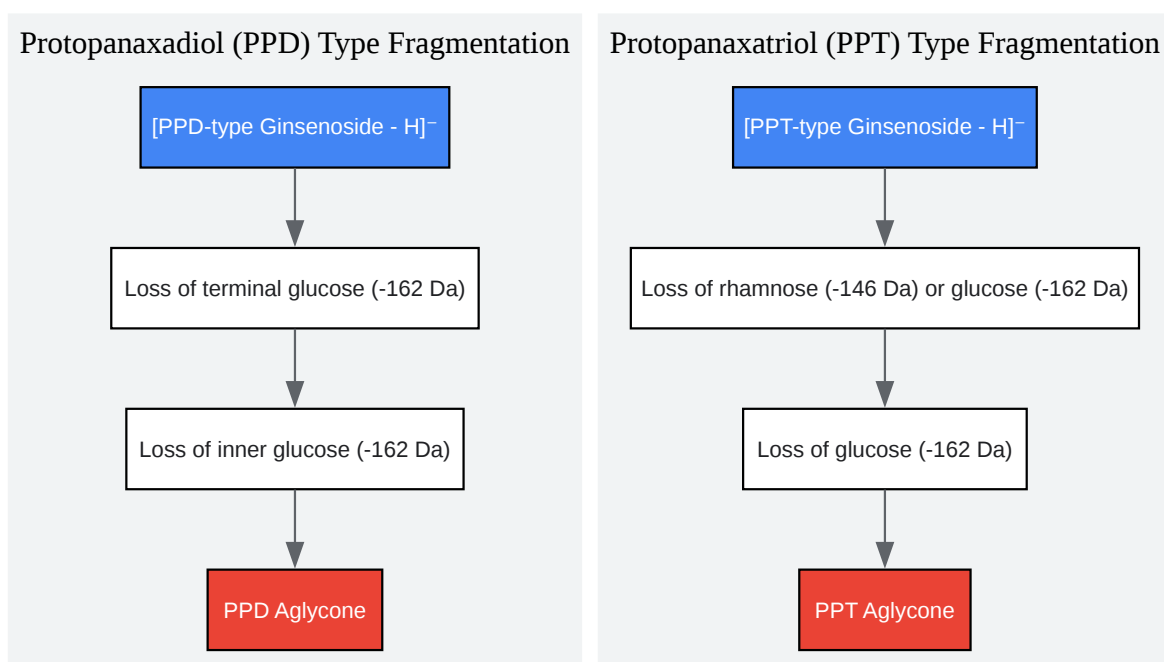 Protopanaxadiol (PPD) Type Fragmentation
[PPD-type Ginsenoside - H]⁻
Loss of terminal glucose (-162 Da)
Loss of inner glucose (-162 Da)
PPD Aglycone
Protopanaxatriol (PPT) Type Fragmentation
[PPT-type Ginsenoside - H]⁻
Loss of rhamnose (-146 Da) or glucose (-162 Da)
Loss of glucose (-162 Da)
PPT Aglycone